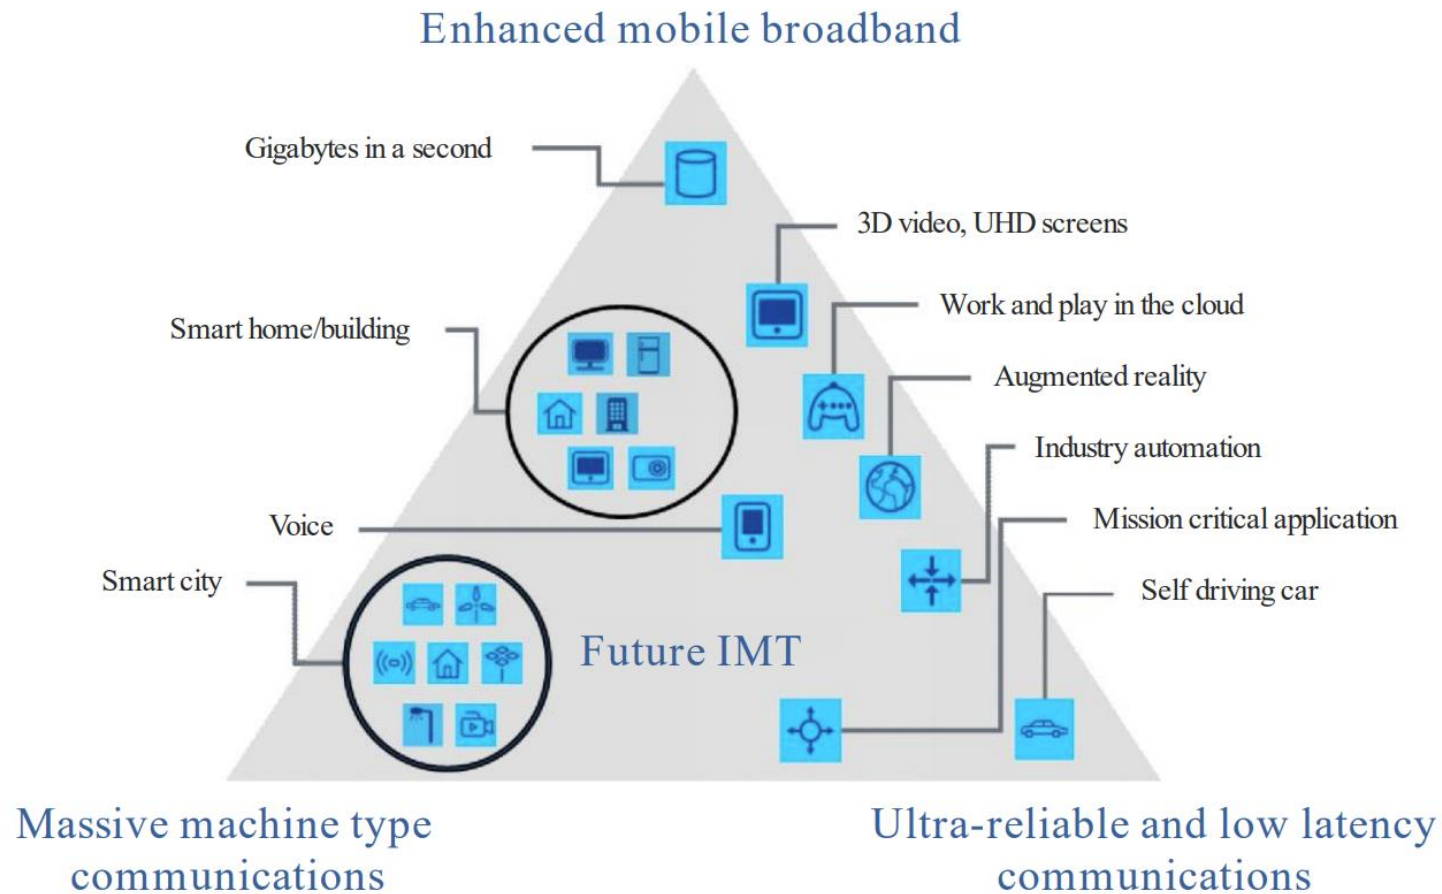 Enhanced mobile broadband
Gigabytes in a second
3D video, UHD screens
Work and play in the cloud
Smart home/building
Augmented reality
Industry automation
Mission critical application
Voice
Smart city
Self driving car
Future IMT
Massive machine type
communications
Ultra-reliable and low latency
communications